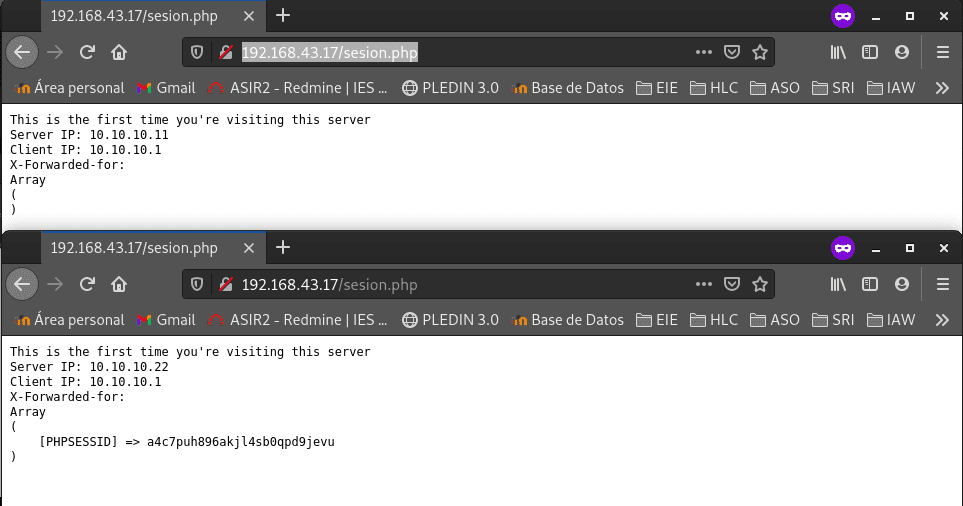 192.168.43.17/sesion.php
192.168.43.17/sesion.php
Área personal Gmail ASIR2 - Redmine | IES ... PLEDIN 3.0 Base de Datos EIE HLC ASO SRI IAW
This is the first time you're visiting this server
Server IP: 10.10.10.11
Client IP: 10.10.10.1
X-Forwarded-for:
Array
(
)
192.168.43.17/sesion.php
192.168.43.17/sesion.php
Área personal Gmail ASIR2 - Redmine | IES ... PLEDIN 3.0 Base de Datos EIE HLC ASO SRI IAW
This is the first time you're visiting this server
Server IP: 10.10.10.22
Client IP: 10.10.10.1
X-Forwarded-for:
Array
(
[PHPSESSID] => a4c7puh896akjl4sb0qpd9jevu
)